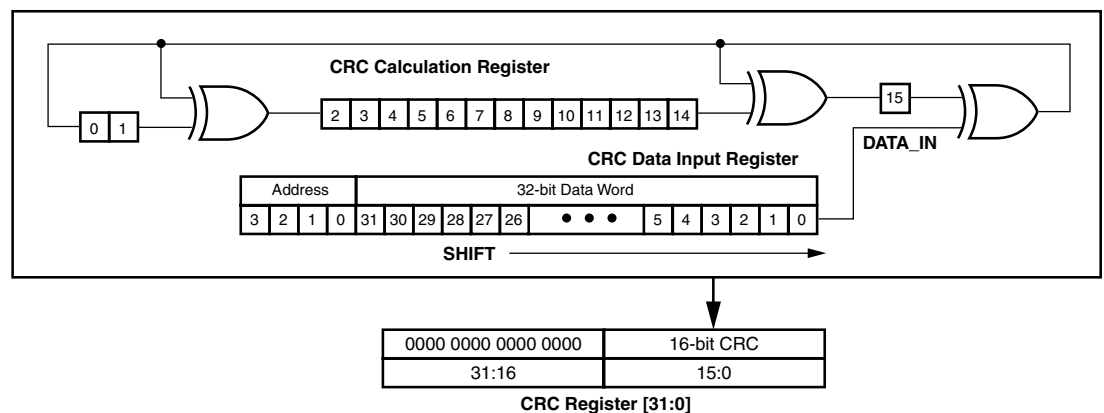 CRC Calculation Register
0 1
2 3 4 5 6 7 8 9 10 11 12 13 14
15
DATA_IN
CRC Data Input Register
Address 32-bit Data Word
3 2 1 0 31 30 29 28 27 26 • • • 5 4 3 2 1 0
SHIFT
0000 0000 0000 0000 16-bit CRC
31:16 15:0
CRC Register [31:0]